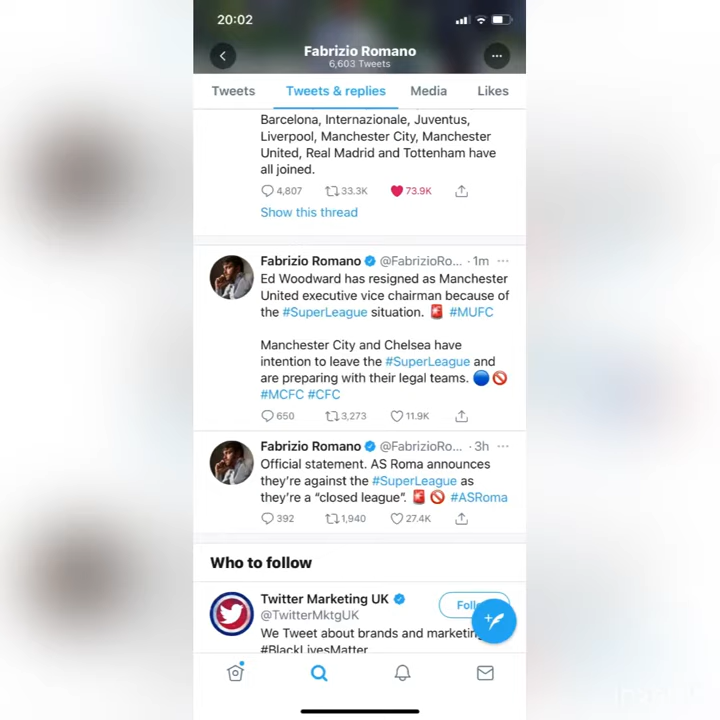 20:02
Fabrizio Romano
6,603 Tweets
Tweets
Tweets & replies
Media
Likes
Barcelona, Internazionale, Juventus,
Liverpool, Manchester City, Manchester
United, Real Madrid and Tottenham have
all joined.
4,807 33.3K 73.9K
Show this thread
Fabrizio Romano @FabrizioRo... · 1m
Ed Woodward has resigned as Manchester
United executive vice chairman because of
the #SuperLeague situation. 🚨 #MUFC
Manchester City and Chelsea have
intention to leave the #SuperLeague and
are preparing with their legal teams. 🔵🚫
#MCFC #CFC
650 3,273 11.9K
Fabrizio Romano @FabrizioRo... · 3h
Official statement. AS Roma announces
they're against the #SuperLeague as
they're a “closed league”. 🚨🚫 #ASRoma
392 1,940 27.4K
Who to follow
Twitter Marketing UK
@TwitterMktgUK
We Tweet about brands and marketing
#BlackLivesMatter